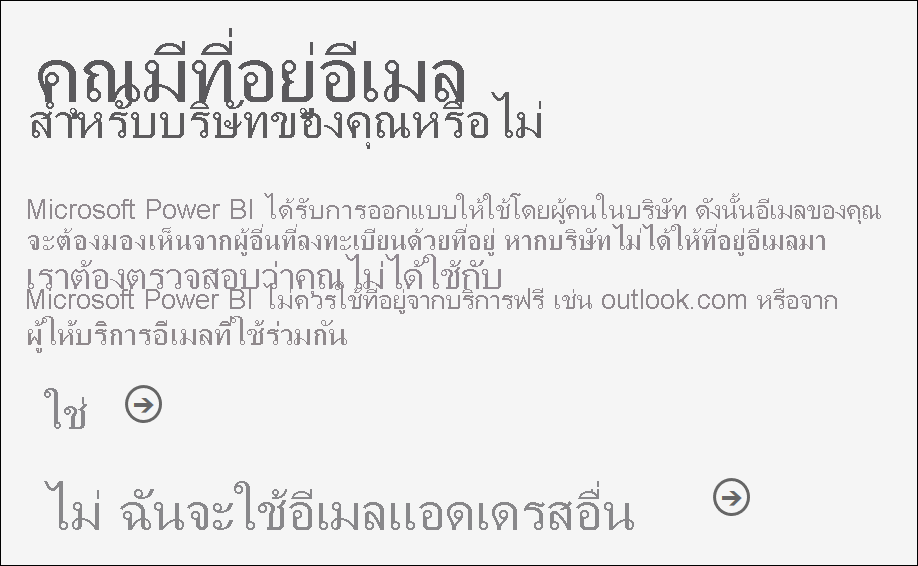 คุณมีที่อยู่อีเมล
สำหรับบริษัทของคุณหรือไม่
Microsoft Power BI ได้รับการออกแบบให้ใช้โดยผู้คนในบริษัท ดังนั้นอีเมลของคุณ
จะต้องมองเห็นจากผู้อื่นที่ลงทะเบียนด้วยที่อยู่ หากบริษัทไม่ได้ให้ที่อยู่อีเมลมา
เราต้องตรวจสอบว่าคุณไม่ได้ใช้กับ
Microsoft Power BI ไม่ควรใช้ที่อยู่จากบริการฟรี เช่น outlook.com หรือจาก
ผู้ให้บริการอีเมลที่ใช้ร่วมกัน
ใช่
ไม่ ฉันจะใช้อีเมลแอดเดรสอื่น